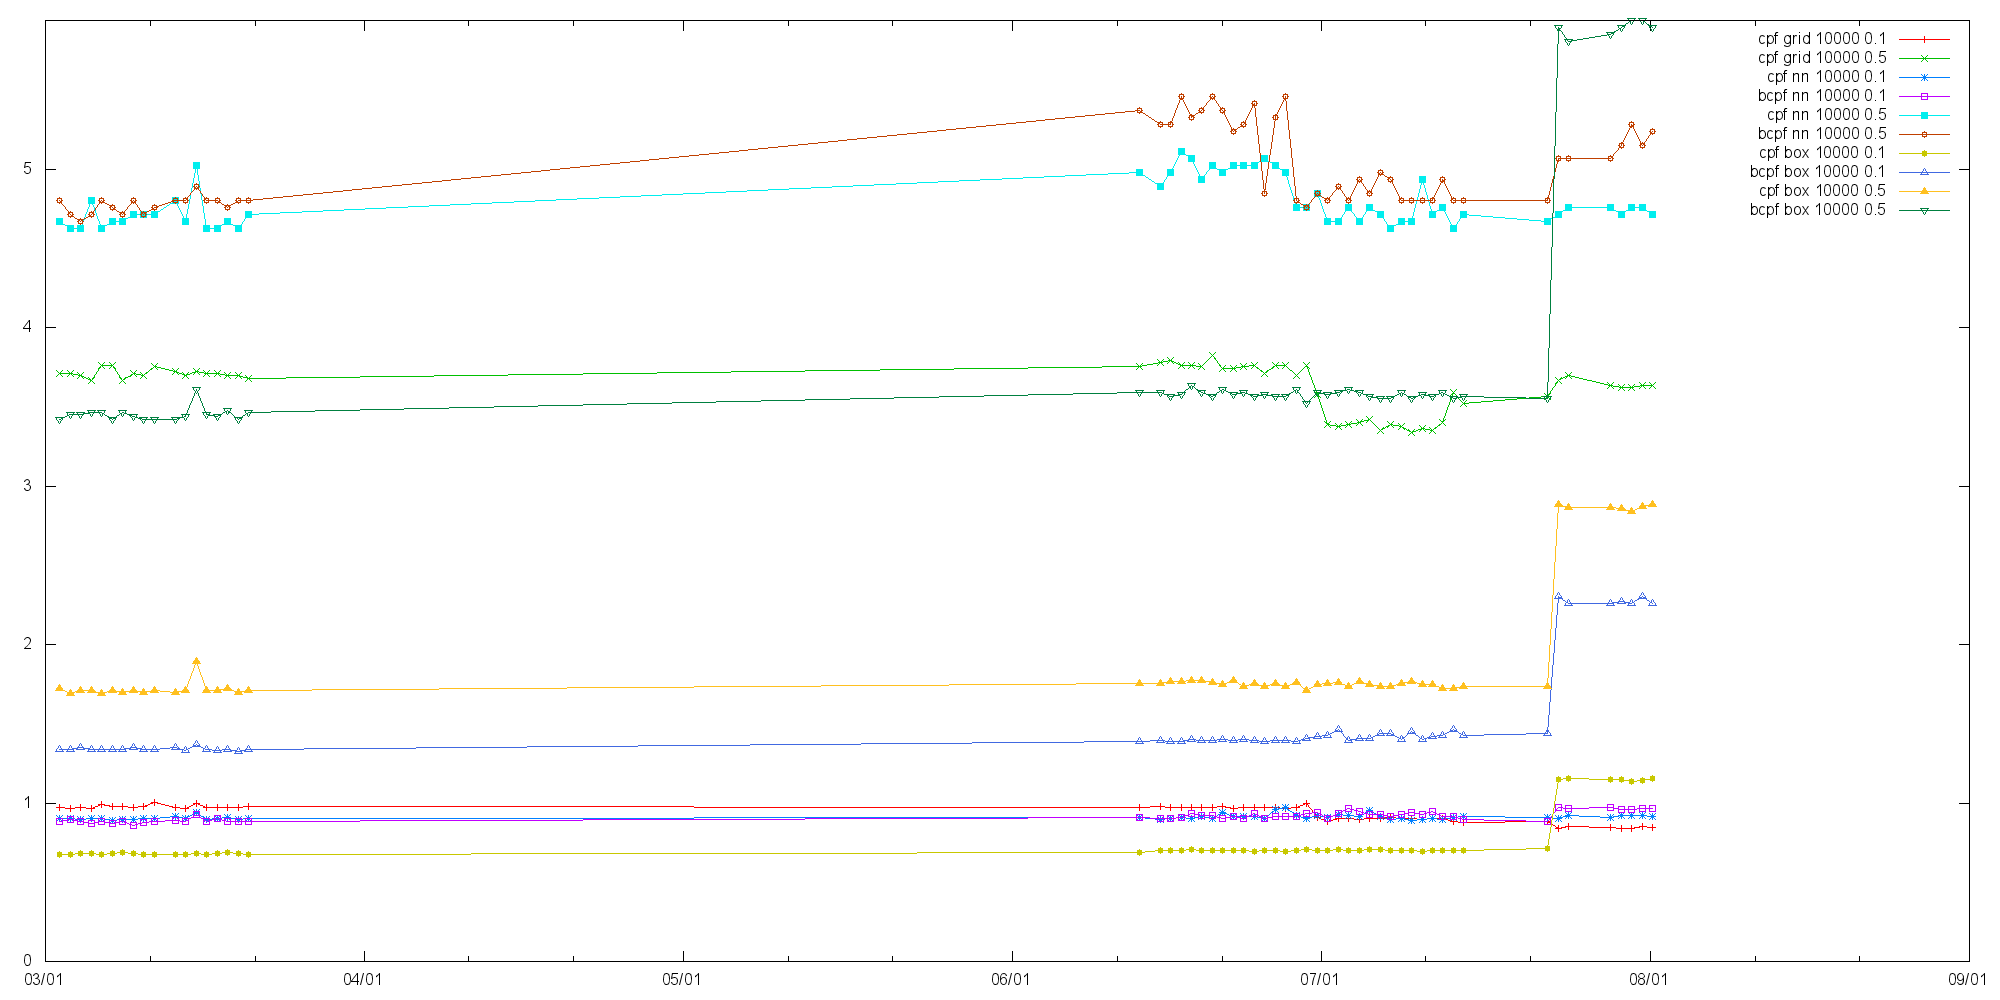 cpf grid 10000 0.1
cpf grid 10000 0.5
cpf nn 10000 0.1
bcpf nn 10000 0.1
cpf nn 10000 0.5
bcpf nn 10000 0.5
cpf box 10000 0.1
bcpf box 10000 0.1
cpf box 10000 0.5
bcpf box 10000 0.5
5
4
3
2
1
0
03/01 04/01 05/01 06/01 07/01 08/01 09/01